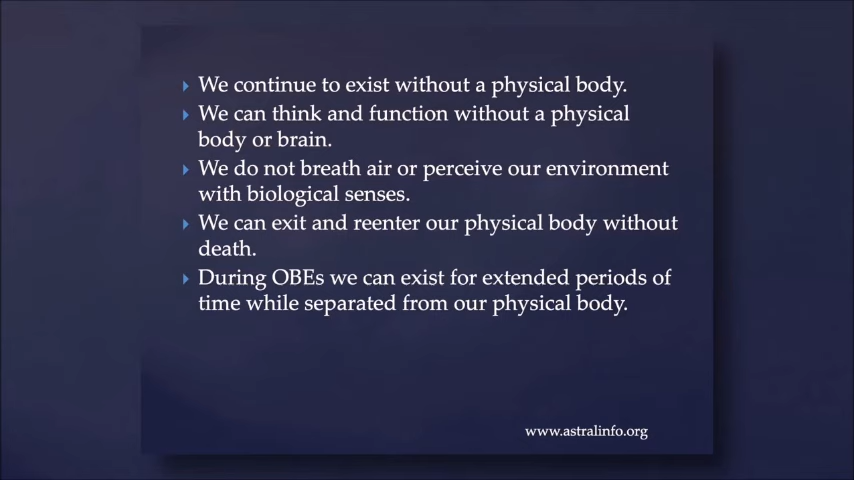 We continue to exist without a physical body.
We can think and function without a physical
body or brain.
We do not breath air or perceive our environment
with biological senses.
We can exit and reenter our physical body without
death.
During OBEs we can exist for extended periods of
time while separated from our physical body.
www.astralinfo.org